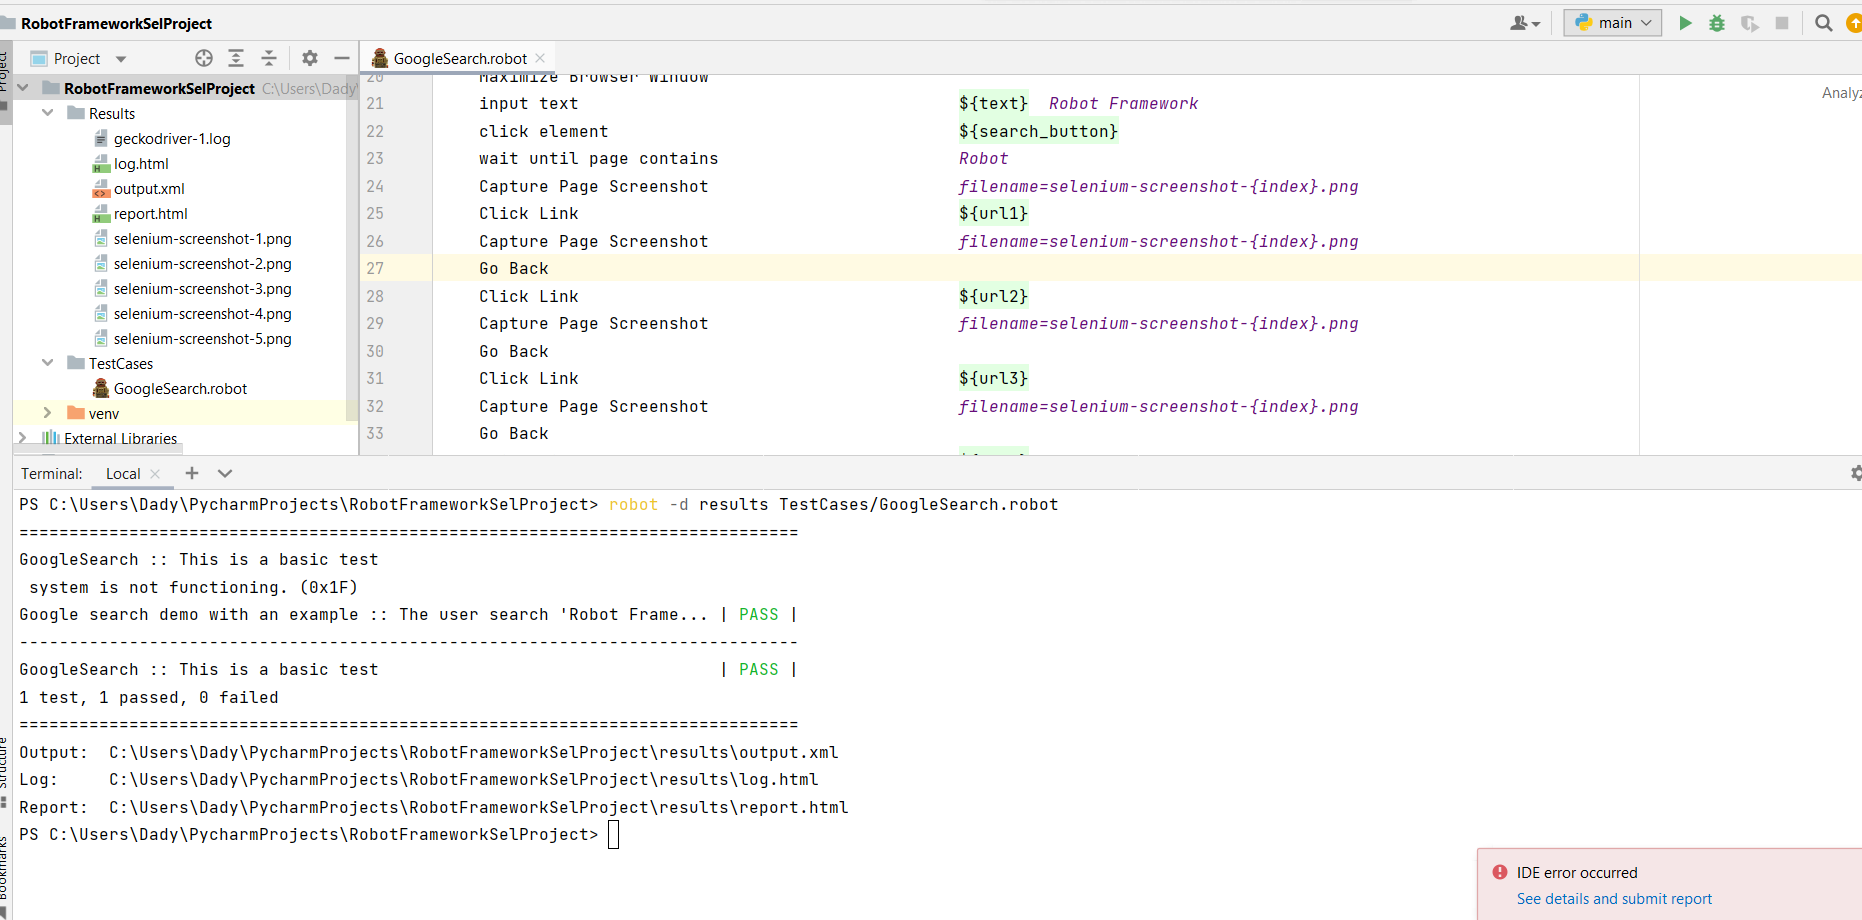 RobotFrameworkSelProject
main
Project
Project
GoogleSearch.robot
RobotFrameworkSelProject C:\Users\Dady\
Results
geckodriver-1.log
log.html
output.xml
report.html
selenium-screenshot-1.png
selenium-screenshot-2.png
selenium-screenshot-3.png
selenium-screenshot-4.png
selenium-screenshot-5.png
TestCases
GoogleSearch.robot
venv
External Libraries
20 Maximize Browser Window
21 input text ${text} Robot Framework
22 click element ${search_button}
23 wait until page contains Robot
24 Capture Page Screenshot filename=selenium-screenshot-{index}.png
25 Click Link ${url1}
26 Capture Page Screenshot filename=selenium-screenshot-{index}.png
27 Go Back
28 Click Link ${url2}
29 Capture Page Screenshot filename=selenium-screenshot-{index}.png
30 Go Back
31 Click Link ${url3}
32 Capture Page Screenshot filename=selenium-screenshot-{index}.png
33 Go Back
Analyz
Terminal: Local
PS C:\Users\Dady\PycharmProjects\RobotFrameworkSelProject> robot -d results TestCases/GoogleSearch.robot
==============================================================================
GoogleSearch :: This is a basic test
system is not functioning. (0x1F)
Google search demo with an example :: The user search 'Robot Frame... | PASS |
------------------------------------------------------------------------------
GoogleSearch :: This is a basic test | PASS |
1 test, 1 passed, 0 failed
==============================================================================
Output: C:\Users\Dady\PycharmProjects\RobotFrameworkSelProject\results\output.xml
Log: C:\Users\Dady\PycharmProjects\RobotFrameworkSelProject\results\log.html
Report: C:\Users\Dady\PycharmProjects\RobotFrameworkSelProject\results\report.html
PS C:\Users\Dady\PycharmProjects\RobotFrameworkSelProject>
Structure
Bookmarks
IDE error occurred
See details and submit report